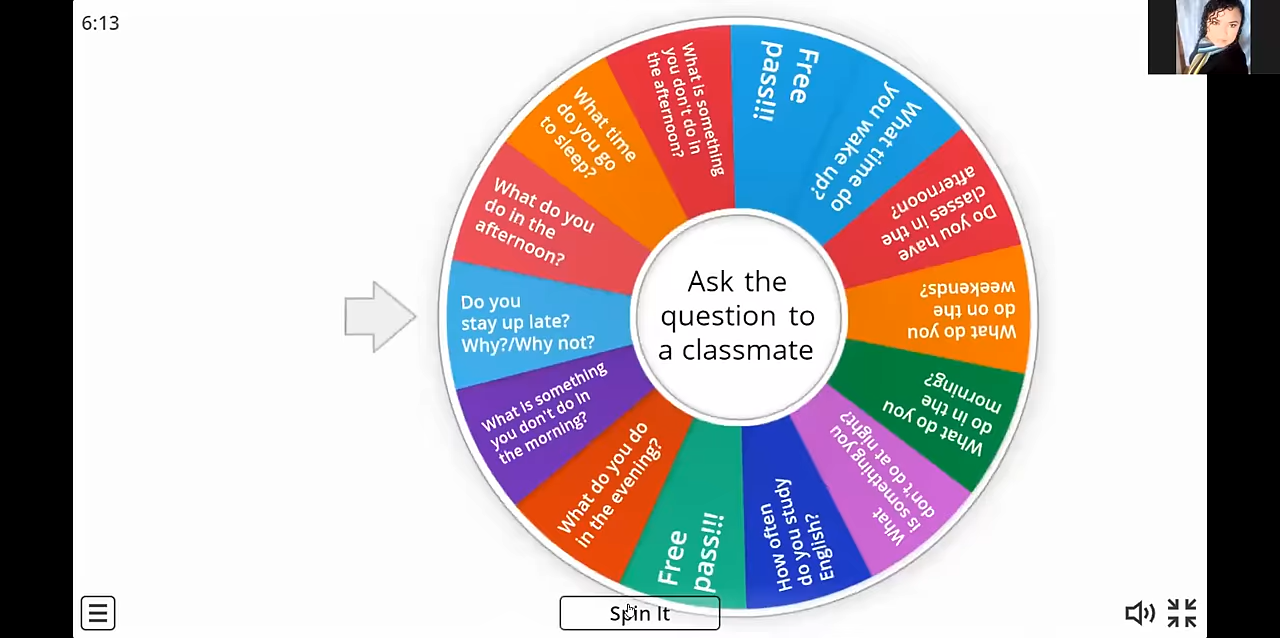 6:13
Free
pass!!!
What time do
you wake up?
Do you have
classes in the
afternoon?
What do you
do on the
weekends?
What do you
do in the
morning?
What
is something you
don't do at night?
How often
do you study
English?
Free
pass!!!
What do you do
in the evening?
What is something
you don't do in
the morning?
Do you
stay up late?
Why?/Why not?
What do you
do in the
afternoon?
What time
do you go
to sleep?
What is something
you don't do in
the afternoon?
Ask the
question to
a classmate
Spin It